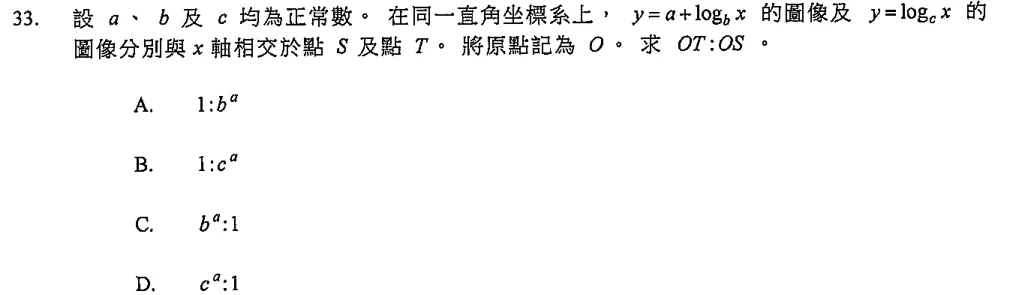 33. 設 a、b 及 c 均為正常數。在同一直角坐標系上，y = a + log_b x 的圖像及 y = log_c x 的
圖像分別與 x 軸相交於點 S 及點 T。將原點記為 O。求 OT : OS。
A. 1 : b^a
B. 1 : c^a
C. b^a : 1
D. c^a : 1